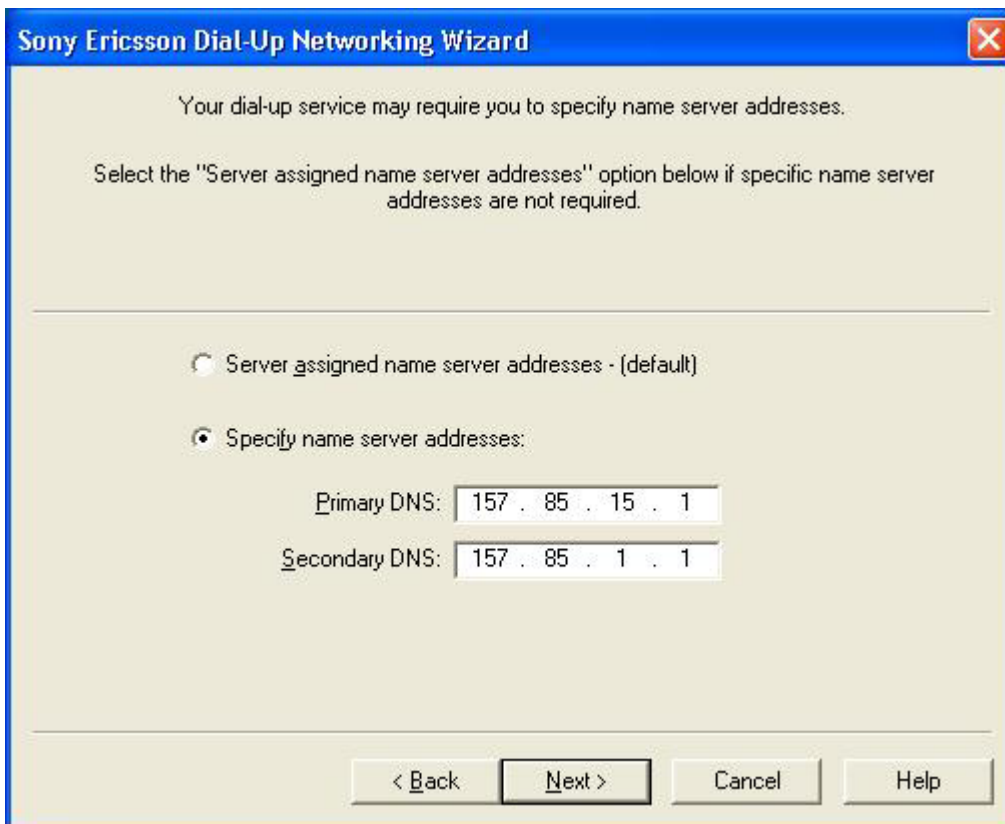 Sony Ericsson Dial-Up Networking Wizard
Your dial-up service may require you to specify name server addresses.
Select the "Server assigned name server addresses" option below if specific name server
addresses are not required.
Server assigned name server addresses - (default)
Specify name server addresses:
Primary DNS: 157 . 85 . 15 . 1
Secondary DNS: 157 . 85 . 1 . 1
< Back Next > Cancel Help